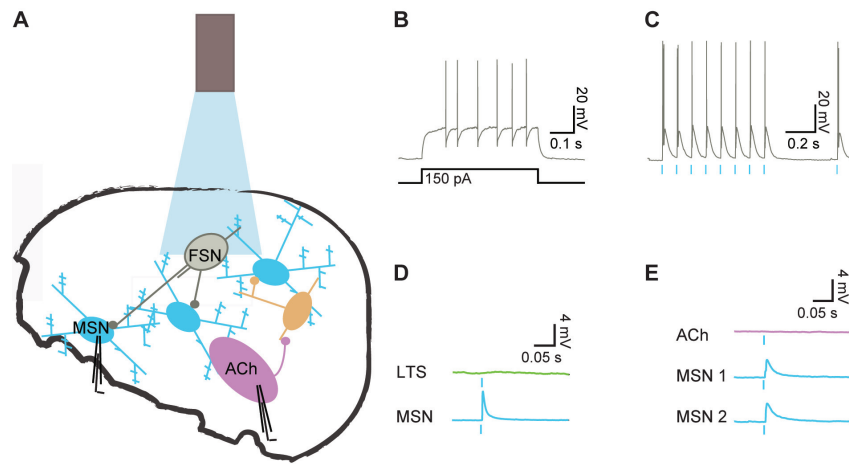 A
FSN
MSN
ACh
B
20 mV
0.1 s
150 pA
C
20 mV
0.2 s
D
4 mV
0.05 s
LTS
MSN
E
4 mV
0.05 s
ACh
MSN 1
MSN 2